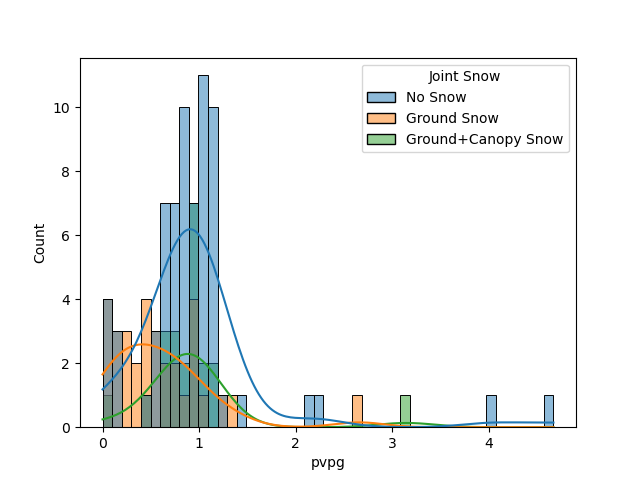 Joint Snow
No Snow
Ground Snow
Ground+Canopy Snow
Count
10
8
6
4
2
0
0 1 2 3 4
pvpg